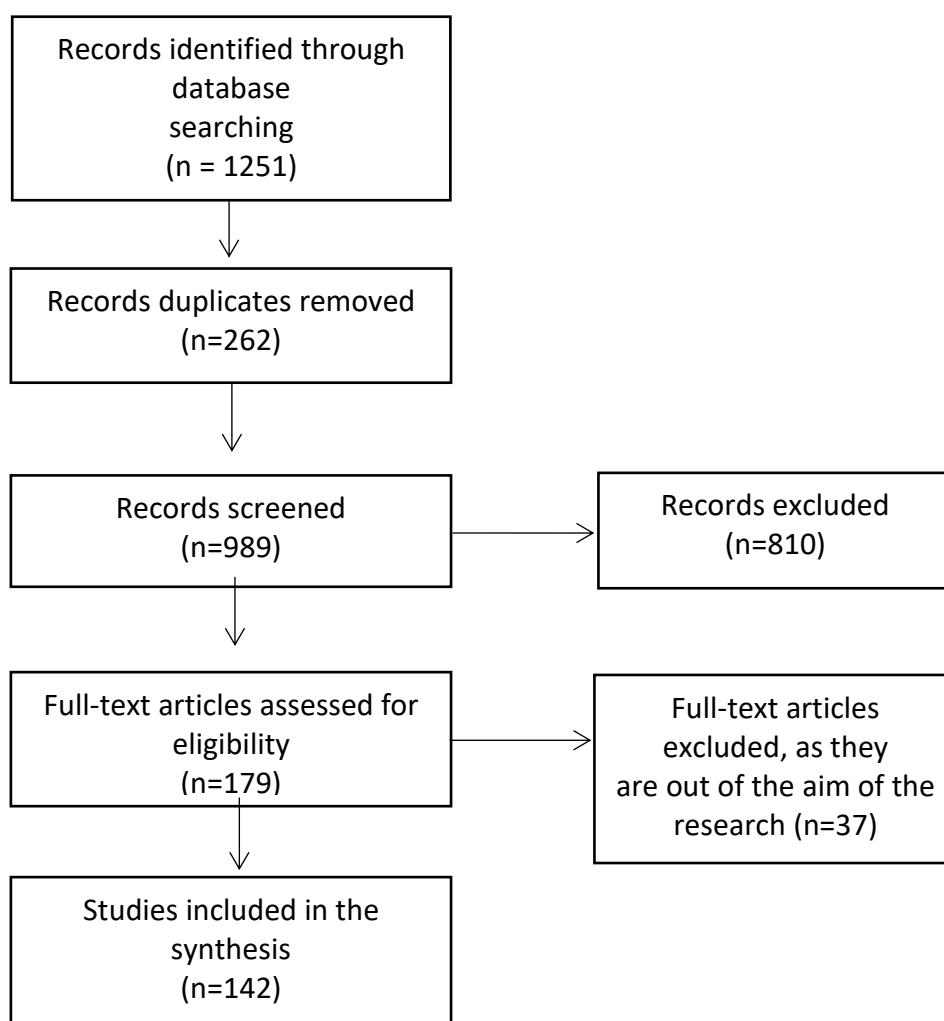 Records identified through
database
searching
(n = 1251)
Records duplicates removed
(n=262)
Records screened
(n=989)
Records excluded
(n=810)
Full-text articles assessed for
eligibility
(n=179)
Full-text articles
excluded, as they
are out of the aim of the
research (n=37)
Studies included in the
synthesis
(n=142)